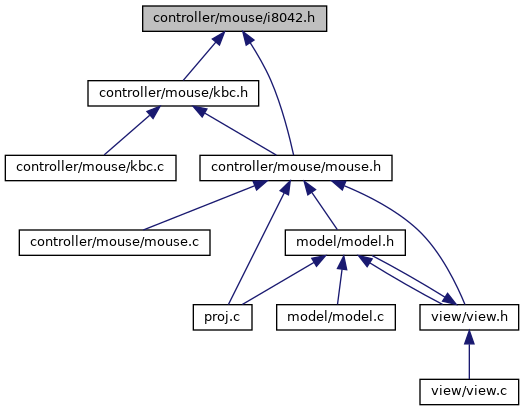 controller/mouse/i8042.h
controller/mouse/kbc.h
controller/mouse/kbc.c
controller/mouse/mouse.h
controller/mouse/mouse.c
model/model.h
proj.c
model/model.c
view/view.h
view/view.c